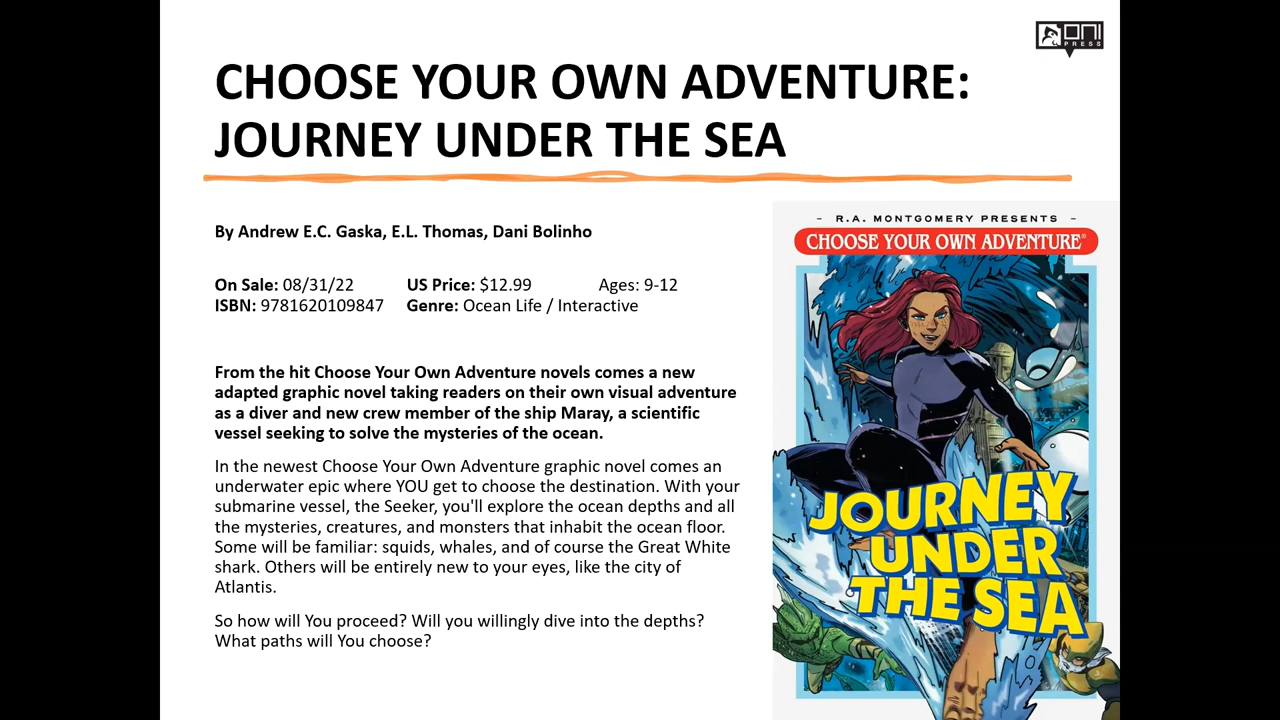 ONI
PRESS
CHOOSE YOUR OWN ADVENTURE:
JOURNEY UNDER THE SEA
By Andrew E.C. Gaska, E.L. Thomas, Dani Bolinho
On Sale: 08/31/22 US Price: $12.99 Ages: 9-12
ISBN: 9781620109847 Genre: Ocean Life / Interactive
From the hit Choose Your Own Adventure novels comes a new
adapted graphic novel taking readers on their own visual adventure
as a diver and new crew member of the ship Maray, a scientific
vessel seeking to solve the mysteries of the ocean.
In the newest Choose Your Own Adventure graphic novel comes an
underwater epic where YOU get to choose the destination. With your
submarine vessel, the Seeker, you'll explore the ocean depths and all
the mysteries, creatures, and monsters that inhabit the ocean floor.
Some will be familiar: squids, whales, and of course the Great White
shark. Others will be entirely new to your eyes, like the city of
Atlantis.
So how will You proceed? Will you willingly dive into the depths?
What paths will You choose?
- R.A. MONTGOMERY PRESENTS -
CHOOSE YOUR OWN ADVENTURE®
JOURNEY
UNDER
THE SEA